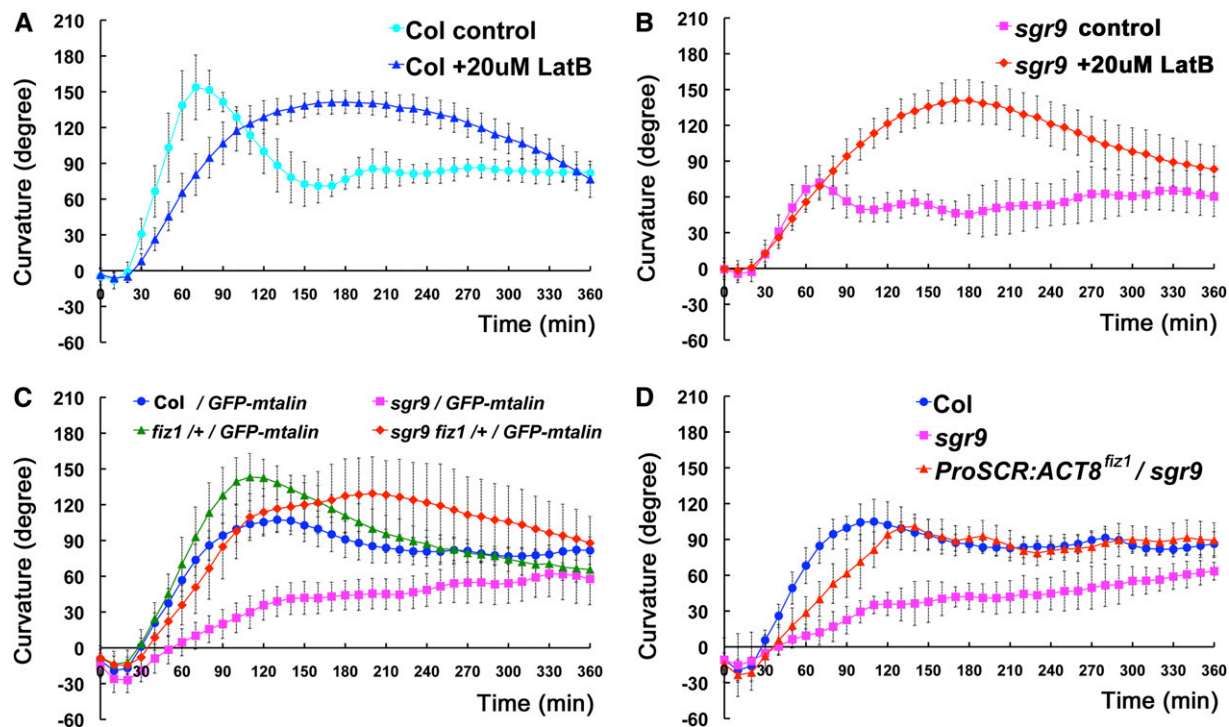 A
210
180
150
120
90
60
30
0
-30
-60
Curvature (degree)
Col control
Col +20uM LatB
0 30 60 90 120 150 180 210 240 270 300 330 360
Time (min)
B
210
180
150
120
90
60
30
0
-30
-60
Curvature (degree)
sgr9 control
sgr9 +20uM LatB
0 30 60 90 120 150 180 210 240 270 300 330 360
Time (min)
C
210
180
150
120
90
60
30
0
-30
-60
Curvature (degree)
Col / GFP-mtalin
sgr9 / GFP-mtalin
fiz1 /+ / GFP-mtalin
sgr9 fiz1 /+ / GFP-mtalin
0 30 60 90 120 150 180 210 240 270 300 330 360
Time (min)
D
210
180
150
120
90
60
30
0
-30
-60
Curvature (degree)
Col
sgr9
ProSCR:ACT8fiz1 / sgr9
0 30 60 90 120 150 180 210 240 270 300 330 360
Time (min)